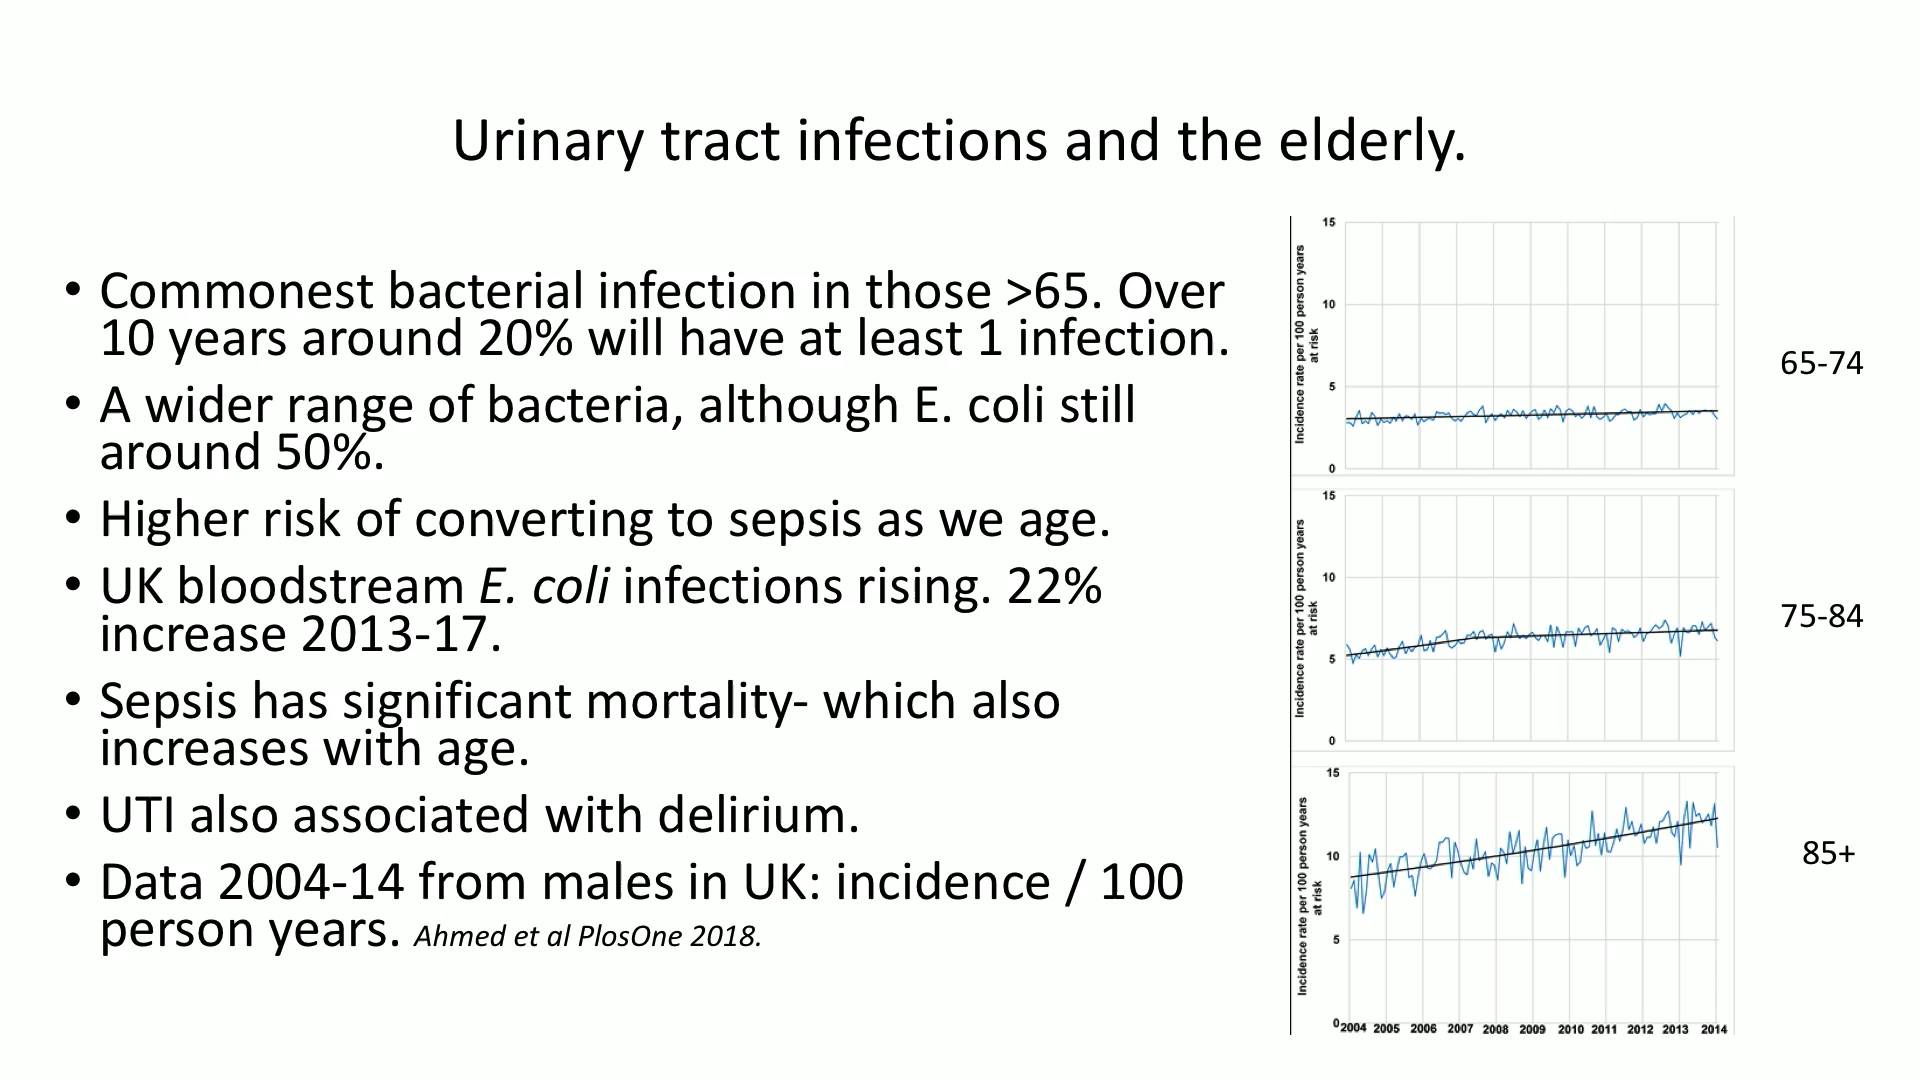 Urinary tract infections and the elderly.
• Commonest bacterial infection in those >65. Over
10 years around 20% will have at least 1 infection.
• A wider range of bacteria, although E. coli still
around 50%.
• Higher risk of converting to sepsis as we age.
• UK bloodstream E. coli infections rising. 22%
increase 2013-17.
• Sepsis has significant mortality- which also
increases with age.
• UTI also associated with delirium.
• Data 2004-14 from males in UK: incidence / 100
person years. Ahmed et al PlosOne 2018.
Incidence rate per 100 person years
at risk
15
10
5
0
65-74
Incidence rate per 100 person years
at risk
15
10
5
0
75-84
Incidence rate per 100 person years
at risk
15
10
5
0
85+
2004 2005 2006 2007 2008 2009 2010 2011 2012 2013 2014